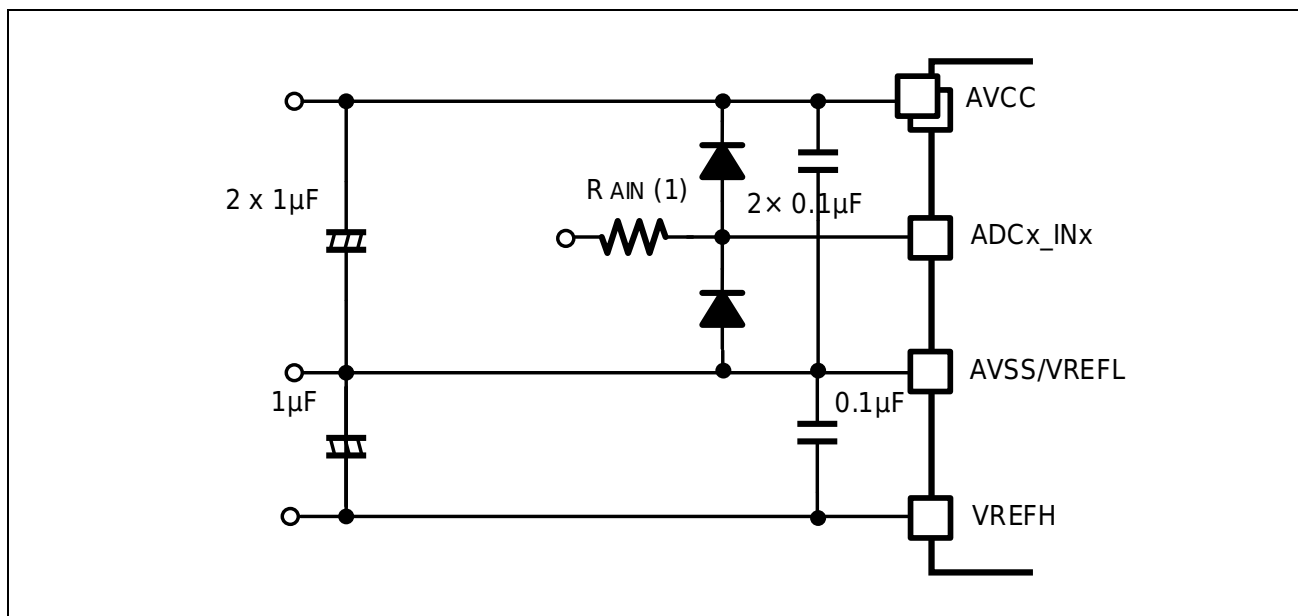 AVCC
R AIN (1)
2 x 1µF
2× 0.1µF
ADCx_INx
AVSS/VREFL
1µF
0.1µF
VREFH